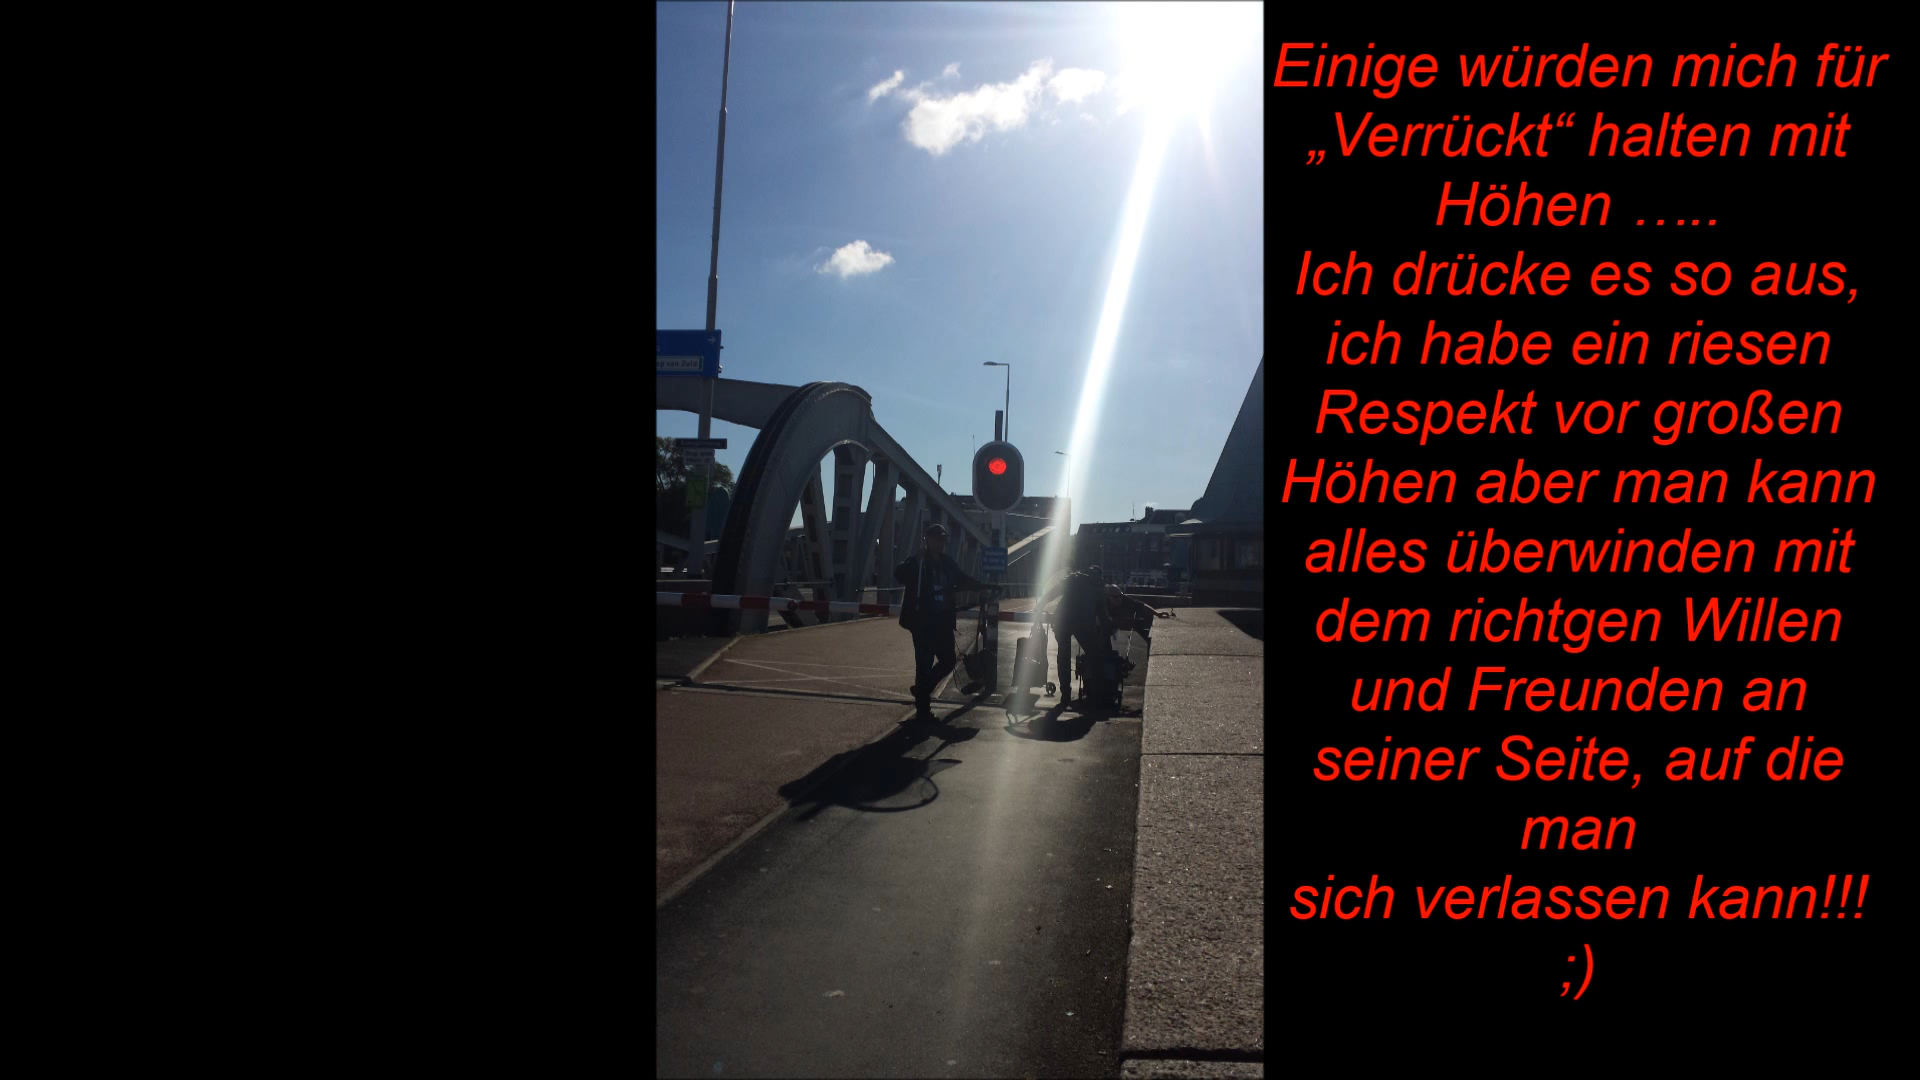 Einige würden mich für
„Verrückt“ halten mit
Höhen …..
Ich drücke es so aus,
ich habe ein riesen
Respekt vor großen
Höhen aber man kann
alles überwinden mit
dem richtgen Willen
und Freunden an
seiner Seite, auf die
man
sich verlassen kann!!!
;)